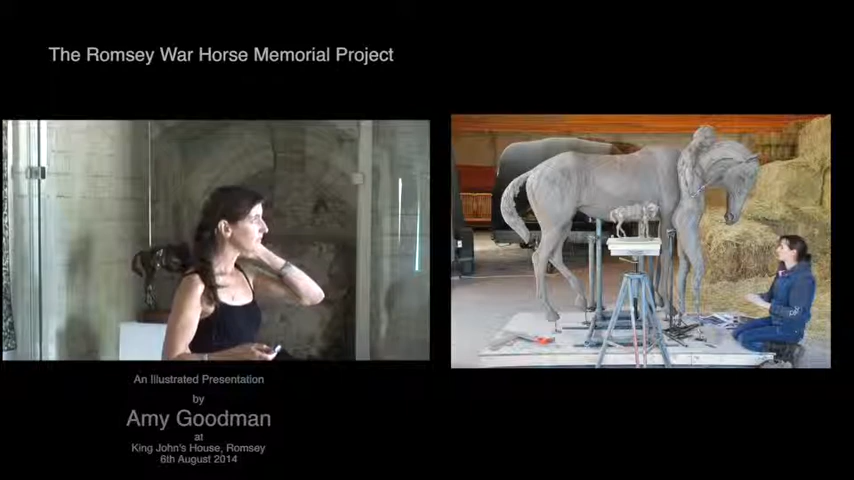 The Romsey War Horse Memorial Project
An Illustrated Presentation
by
Amy Goodman
at
King John's House, Romsey
6th August 2014